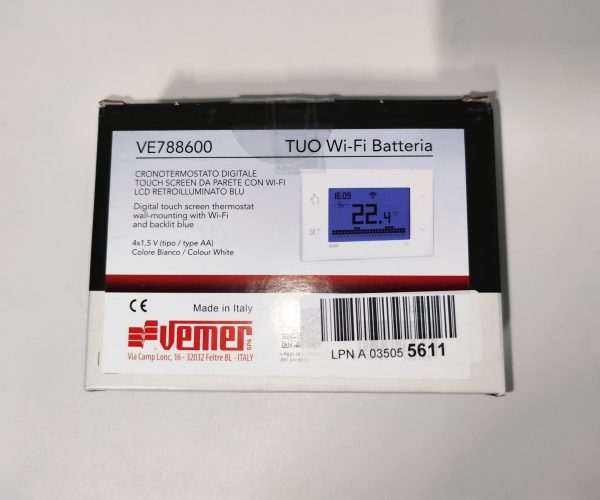 VE788600
TUO Wi-Fi Batteria
CRONOTERMOSTATO DIGITALE
TOUCH SCREEN DA PARETE CON WI-FI
LCD RETROILLUMINATO BLU
Digital touch screen thermostat
wall-mounting with Wi-Fi
and backlit blue
4x1,5 V (tipo / type AA)
Colore Bianco / Colour White
16:09
22.4 °C
SET
CE
Made in Italy
Vemer SPA
Via Camp Lonc, 16 - 32032 Feltre BL - ITALY
LPN A 03505 5611